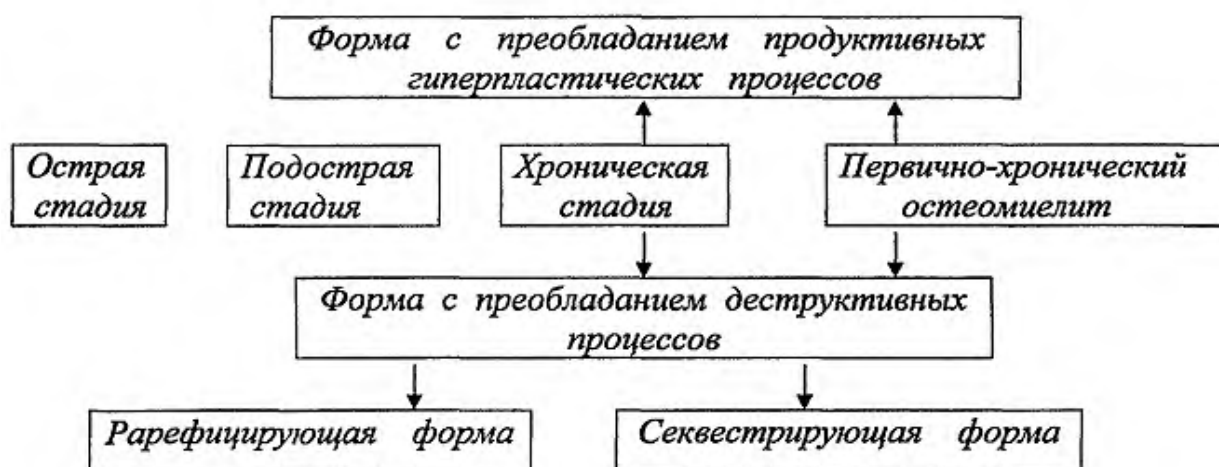 Форма с преобладанием продуктивных
гиперпластических процессов
Острая
стадия
Подострая
стадия
Хроническая
стадия
Первично-хронический
остеомиелит
Форма с преобладанием деструктивных
процессов
Рарефицирующая форма
Секвестрирующая форма